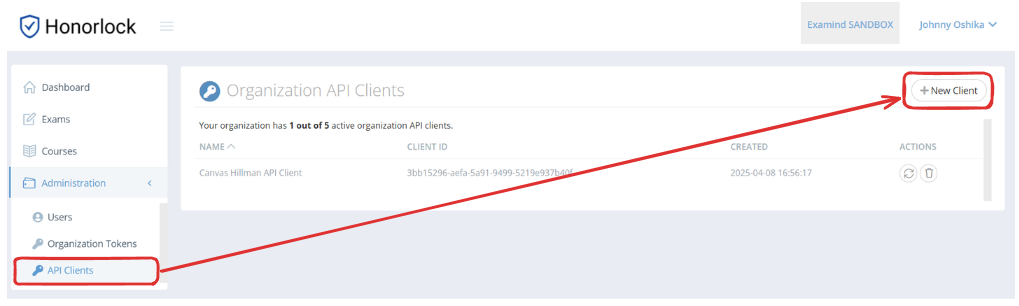 Honorlock
Examind SANDBOX
Johnny Oshika
Dashboard
Exams
Courses
Administration
Users
Organization Tokens
API Clients
Organization API Clients
New Client
Your organization has 1 out of 5 active organization API clients.
NAME CLIENT ID CREATED ACTIONS
Canvas Hillman API Client 3bb15296-aefa-5a91-9499-5219e937b40f 2025-04-08 16:56:17